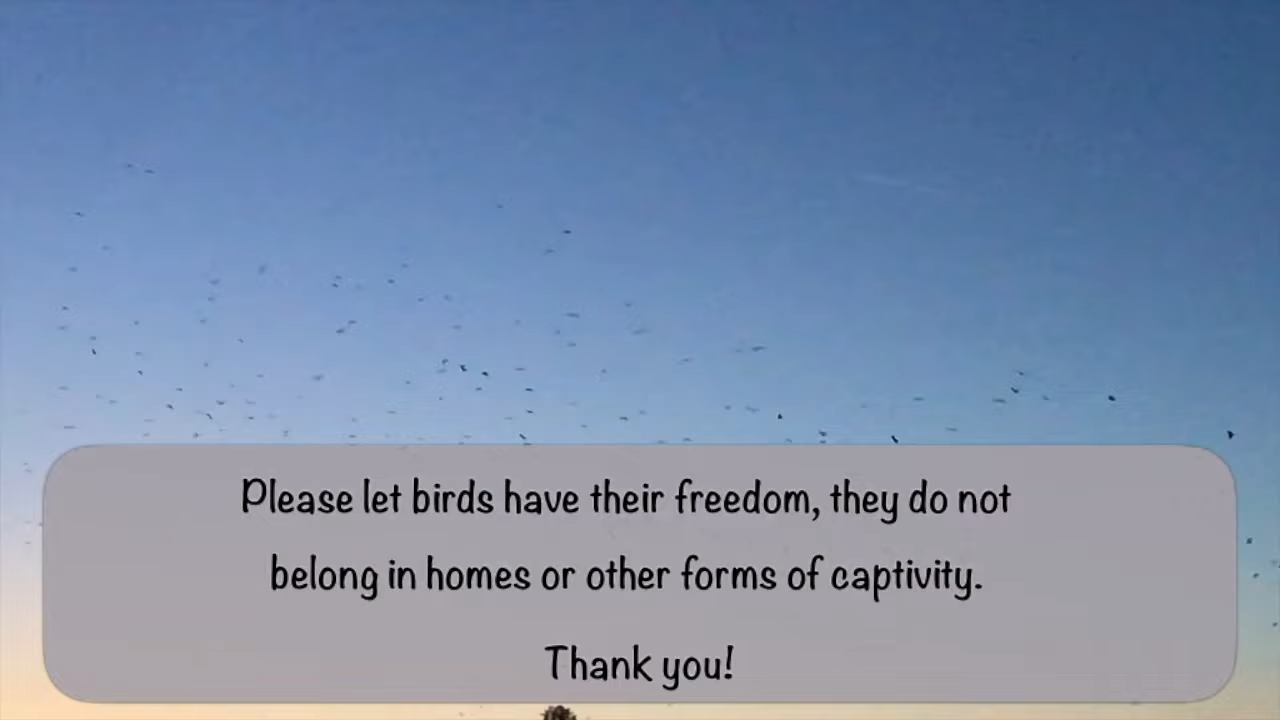 Please let birds have their freedom, they do not
belong in homes or other forms of captivity.
Thank you!